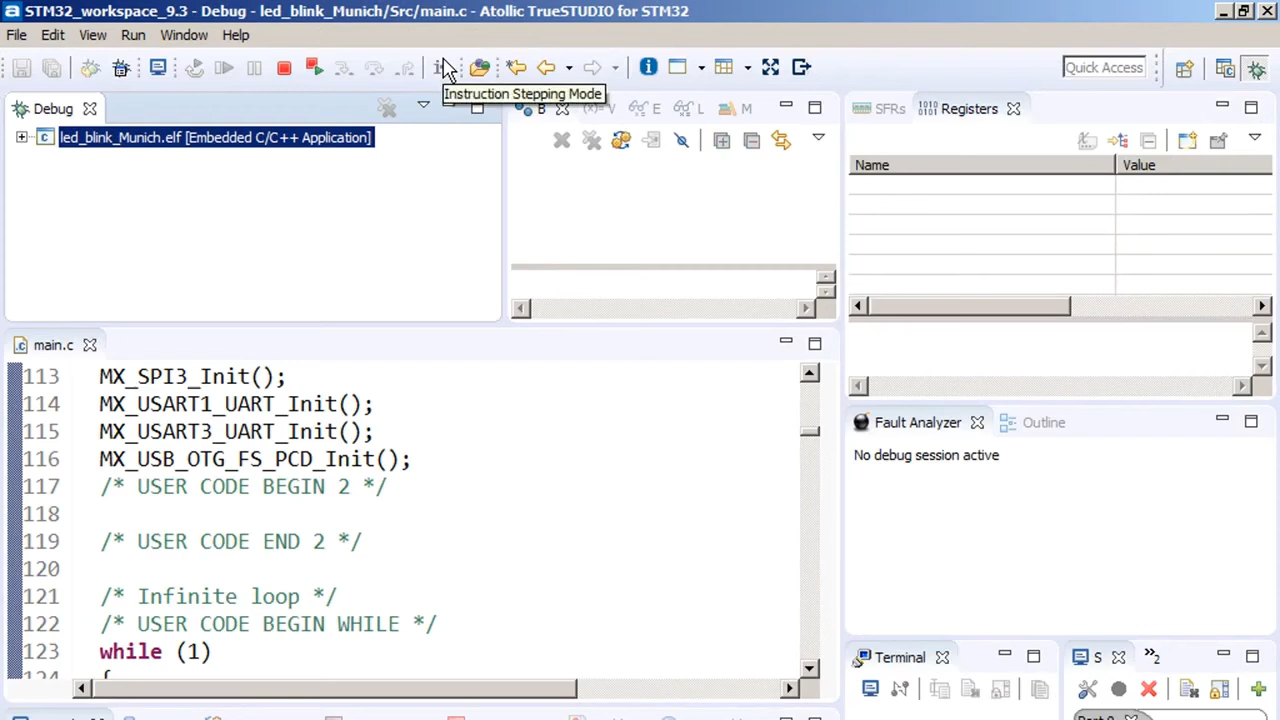 STM32_workspace_9.3 - Debug - led_blink_Munich/Src/main.c - Atollic TrueSTUDIO for STM32
File Edit View Run Window Help
Quick Access
Instruction Stepping Mode
Debug
B
V
E
L
M
SFRs
Registers
led_blink_Munich.elf [Embedded C/C++ Application]
Name Value
main.c
113 MX_SPI3_Init();
114 MX_USART1_UART_Init();
115 MX_USART3_UART_Init();
116 MX_USB_OTG_FS_PCD_Init();
117 /* USER CODE BEGIN 2 */
118
119 /* USER CODE END 2 */
120
121 /* Infinite loop */
122 /* USER CODE BEGIN WHILE */
123 while (1)
124 {
Fault Analyzer
Outline
No debug session active
Terminal
S
2